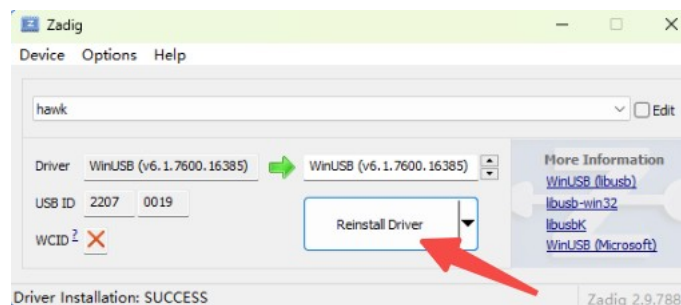 Zadig
Device Options Help
hawk
Edit
Driver WinUSB (v6.1.7600.16385) WinUSB (v6.1.7600.16385)
USB ID 2207 0019
WCID ?
Reinstall Driver
More Information
WinUSB (libusb)
libusb-win32
libusbK
WinUSB (Microsoft)
Driver Installation: SUCCESS
Zadig 2.9.788